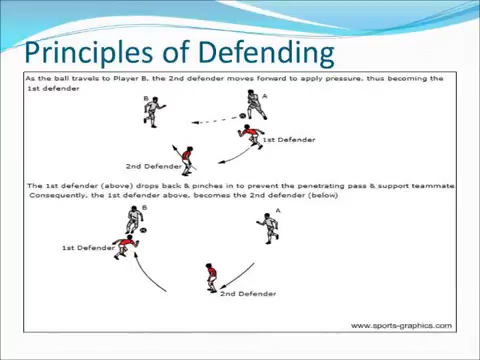 Principles of Defending
As the ball travels to Player B, the 2nd defender moves forward to apply pressure, thus becoming the
1st defender
B
A
1st Defender
2nd Defender
The 1st defender (above) drops back & pinches in to prevent the penetrating pass & support teammate.
Consequently, the 1st defender above, becomes the 2nd defender (below)
B
A
1st Defender
2nd Defender
www.sports-graphics.com